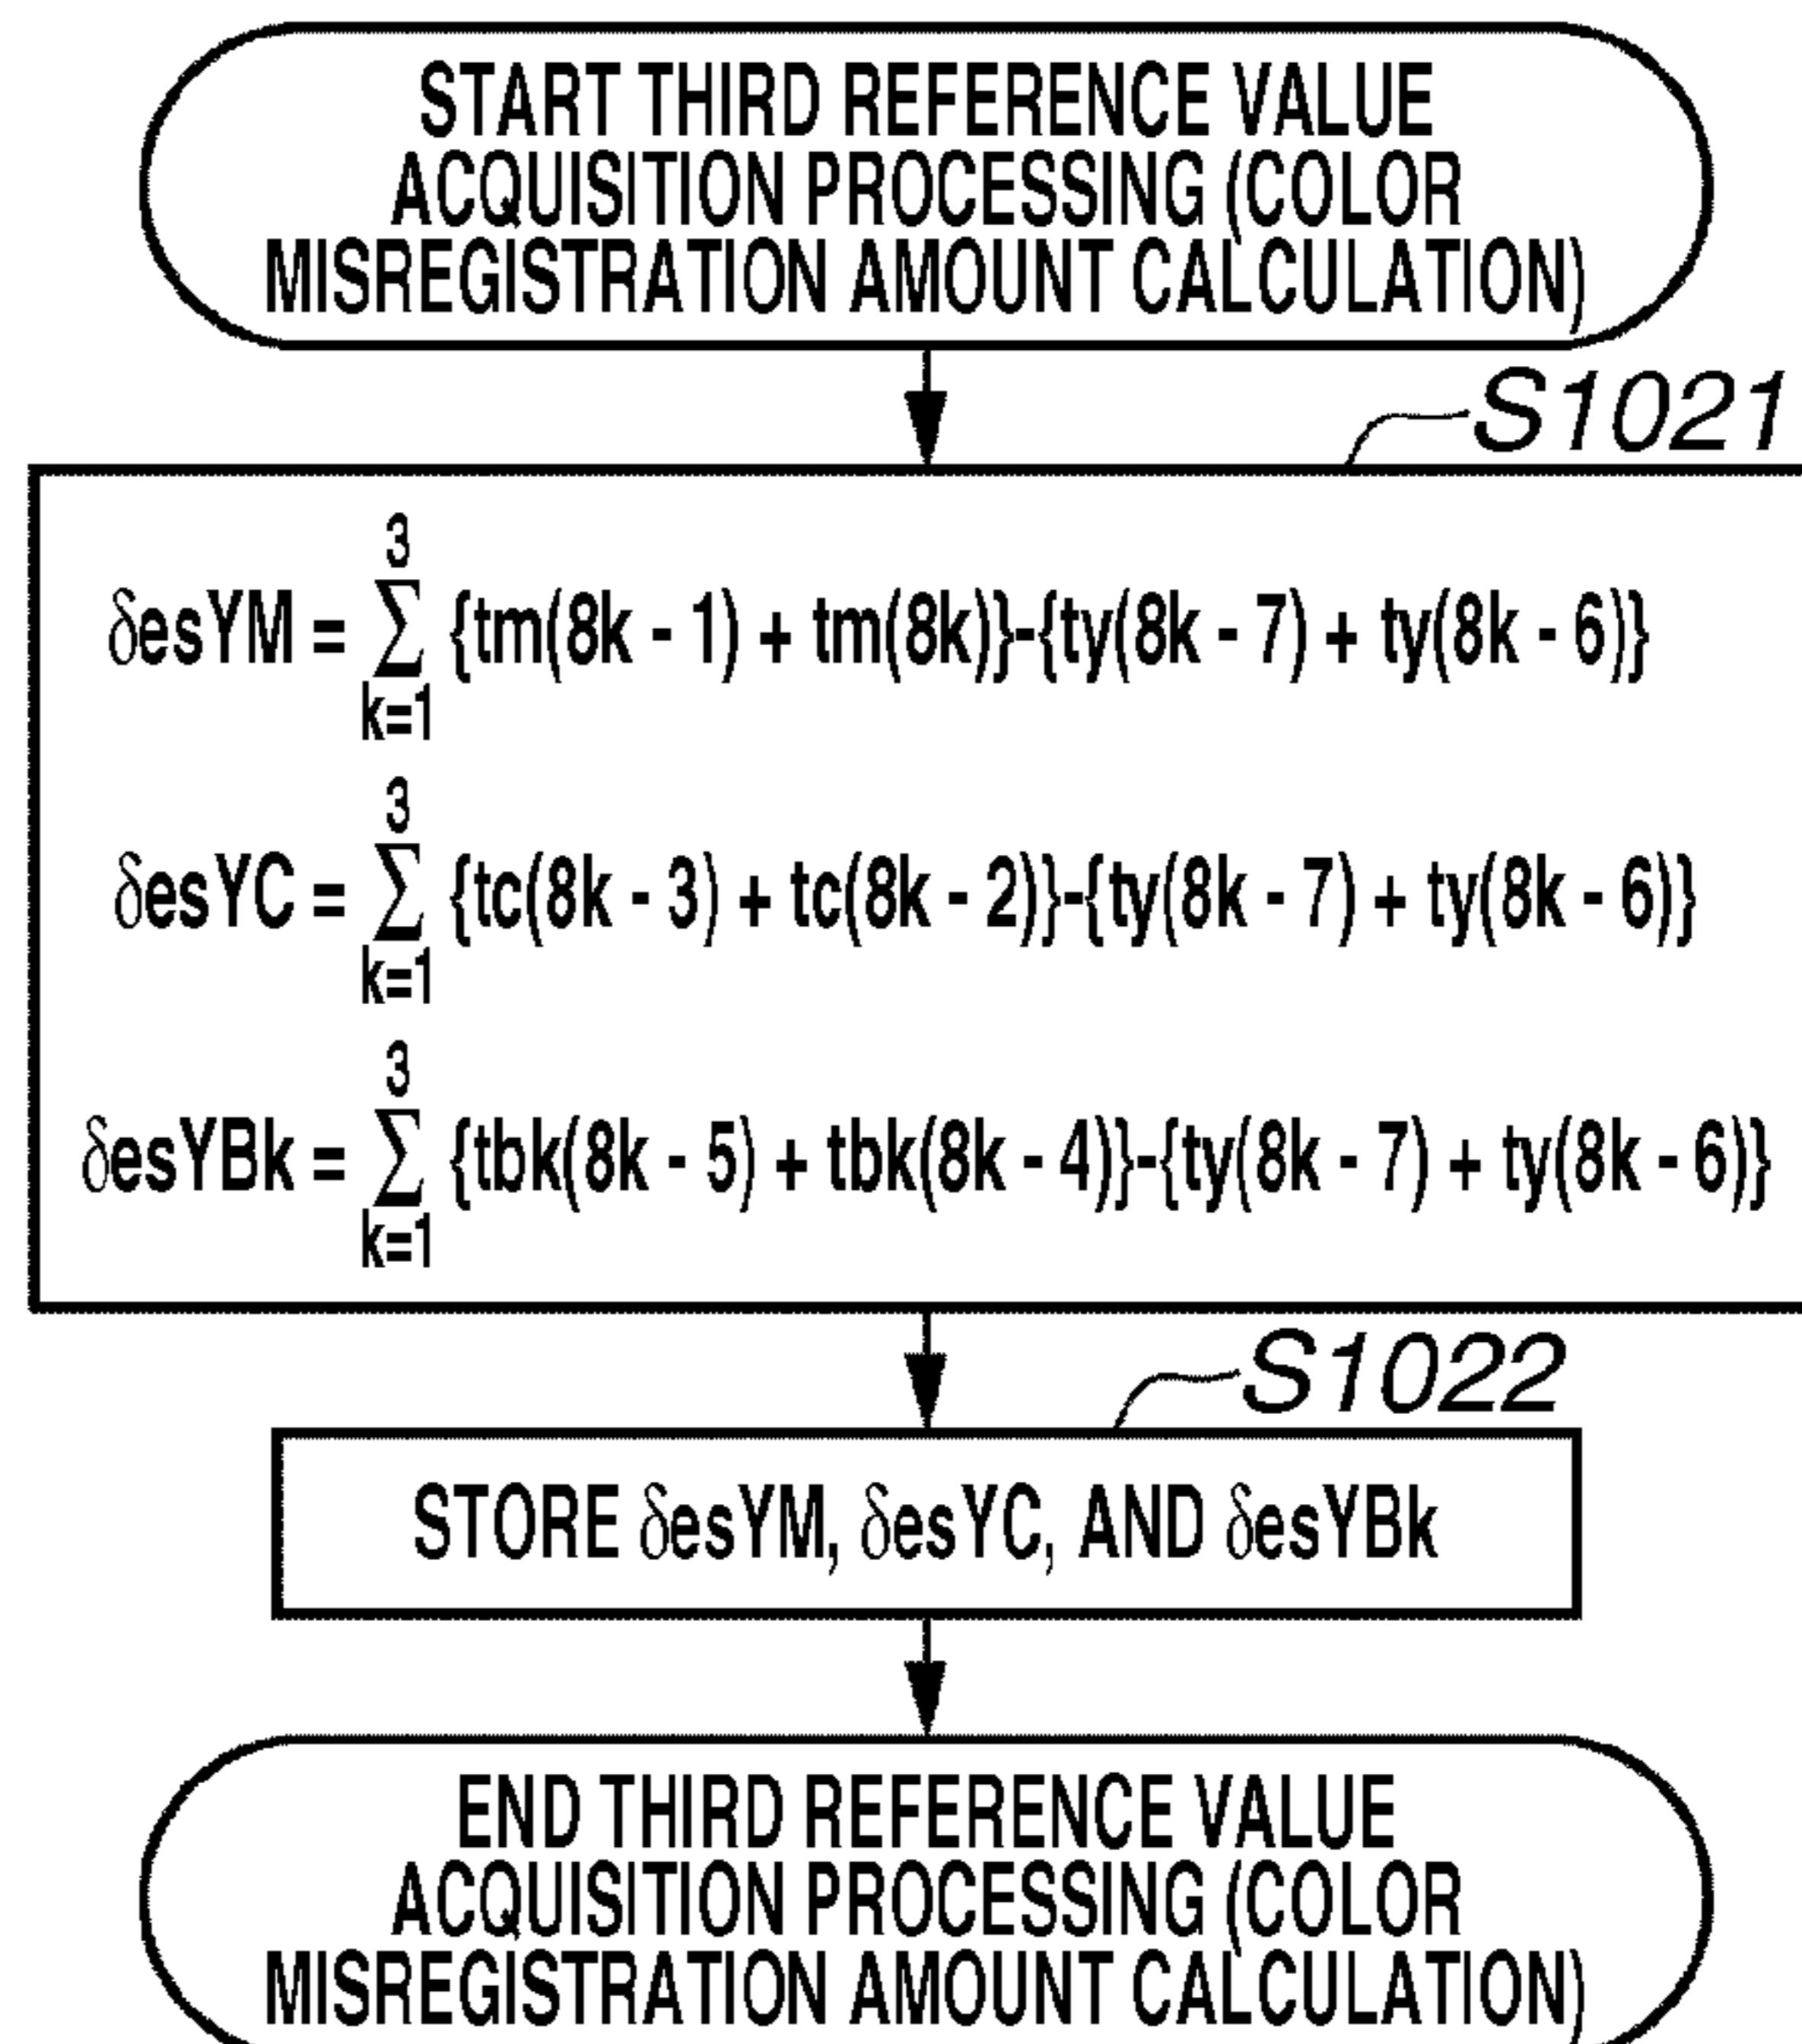 START THIRD REFERENCE VALUE
ACQUISITION PROCESSING (COLOR
MISREGISTRATION AMOUNT CALCULATION)
S1021
3
δesYM = Σ {tm(8k - 1) + tm(8k)}-{ty(8k - 7) + ty(8k - 6)}
k=1
3
δesYC = Σ {tc(8k - 3) + tc(8k - 2)}-{ty(8k - 7) + ty(8k - 6)}
k=1
3
δesYBk = Σ {tbk(8k - 5) + tbk(8k - 4)}-{ty(8k - 7) + ty(8k - 6)}
k=1
S1022
STORE δesYM, δesYC, AND δesYBk
END THIRD REFERENCE VALUE
ACQUISITION PROCESSING (COLOR
MISREGISTRATION AMOUNT CALCULATION)